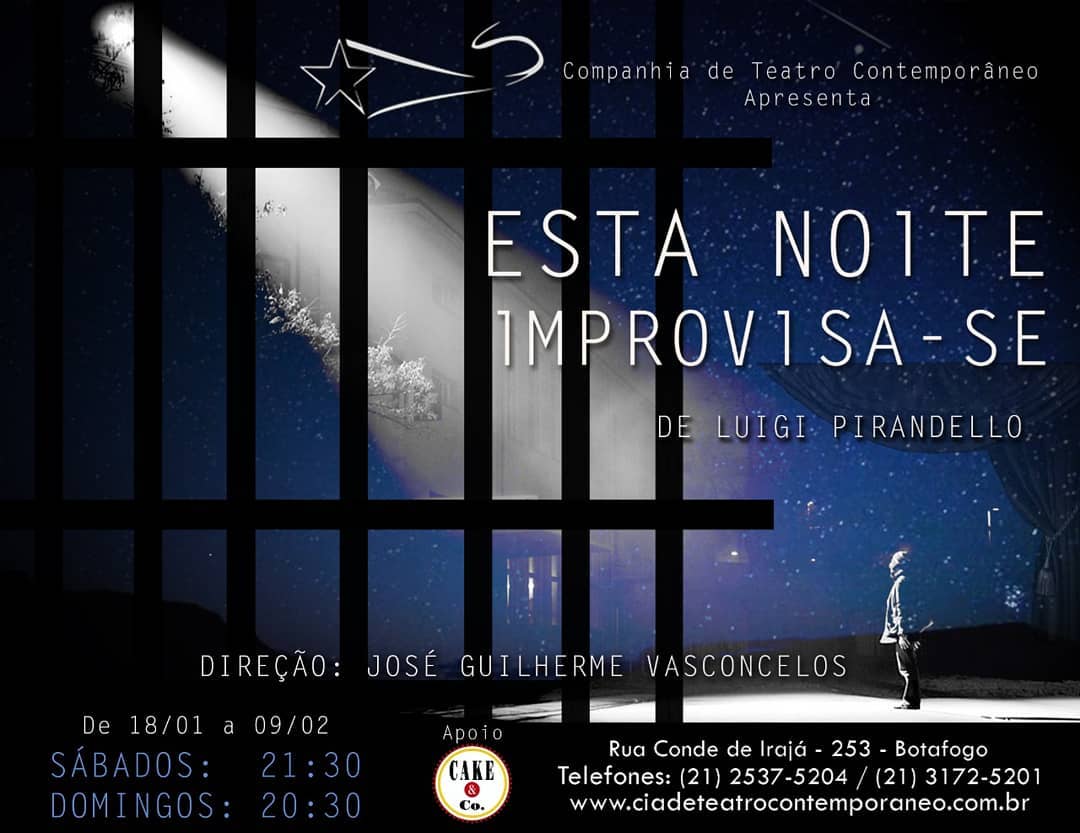 Companhia de Teatro Contemporâneo
Apresenta
ESTA NOITE
IMPROVISA-SE
DE LUIGI PIRANDELLO
DIREÇÃO: JOSÉ GUILHERME VASCONCELOS
De 18/01 a 09/02
SÁBADOS: 21:30
DOMINGOS: 20:30
Apoio
CAKE
&
Co.
Rua Conde de Irajá - 253 - Botafogo
Telefones: (21) 2537-5204 / (21) 3172-5201
www.ciadeteatrocontemporaneo.com.br